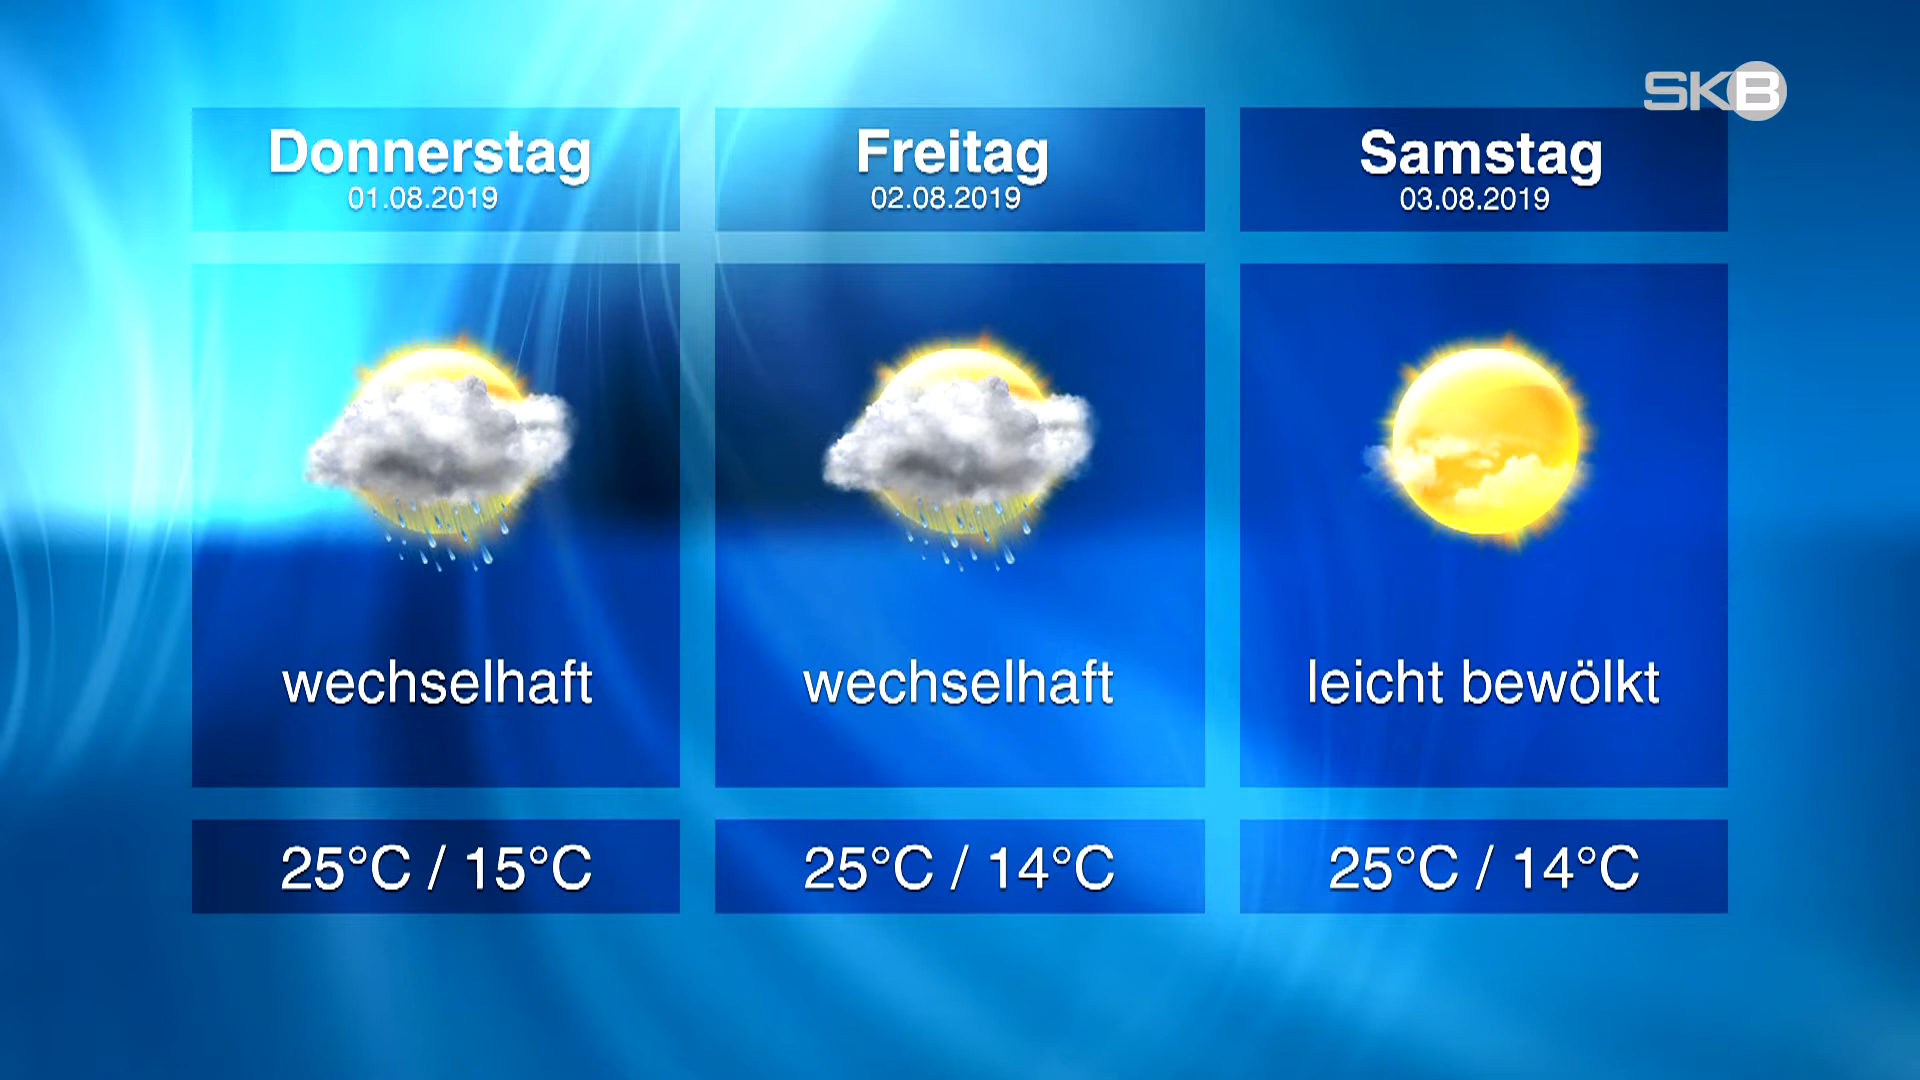 SKB
Donnerstag
01.08.2019
wechselhaft
25°C / 15°C
Freitag
02.08.2019
wechselhaft
25°C / 14°C
Samstag
03.08.2019
leicht bewölkt
25°C / 14°C